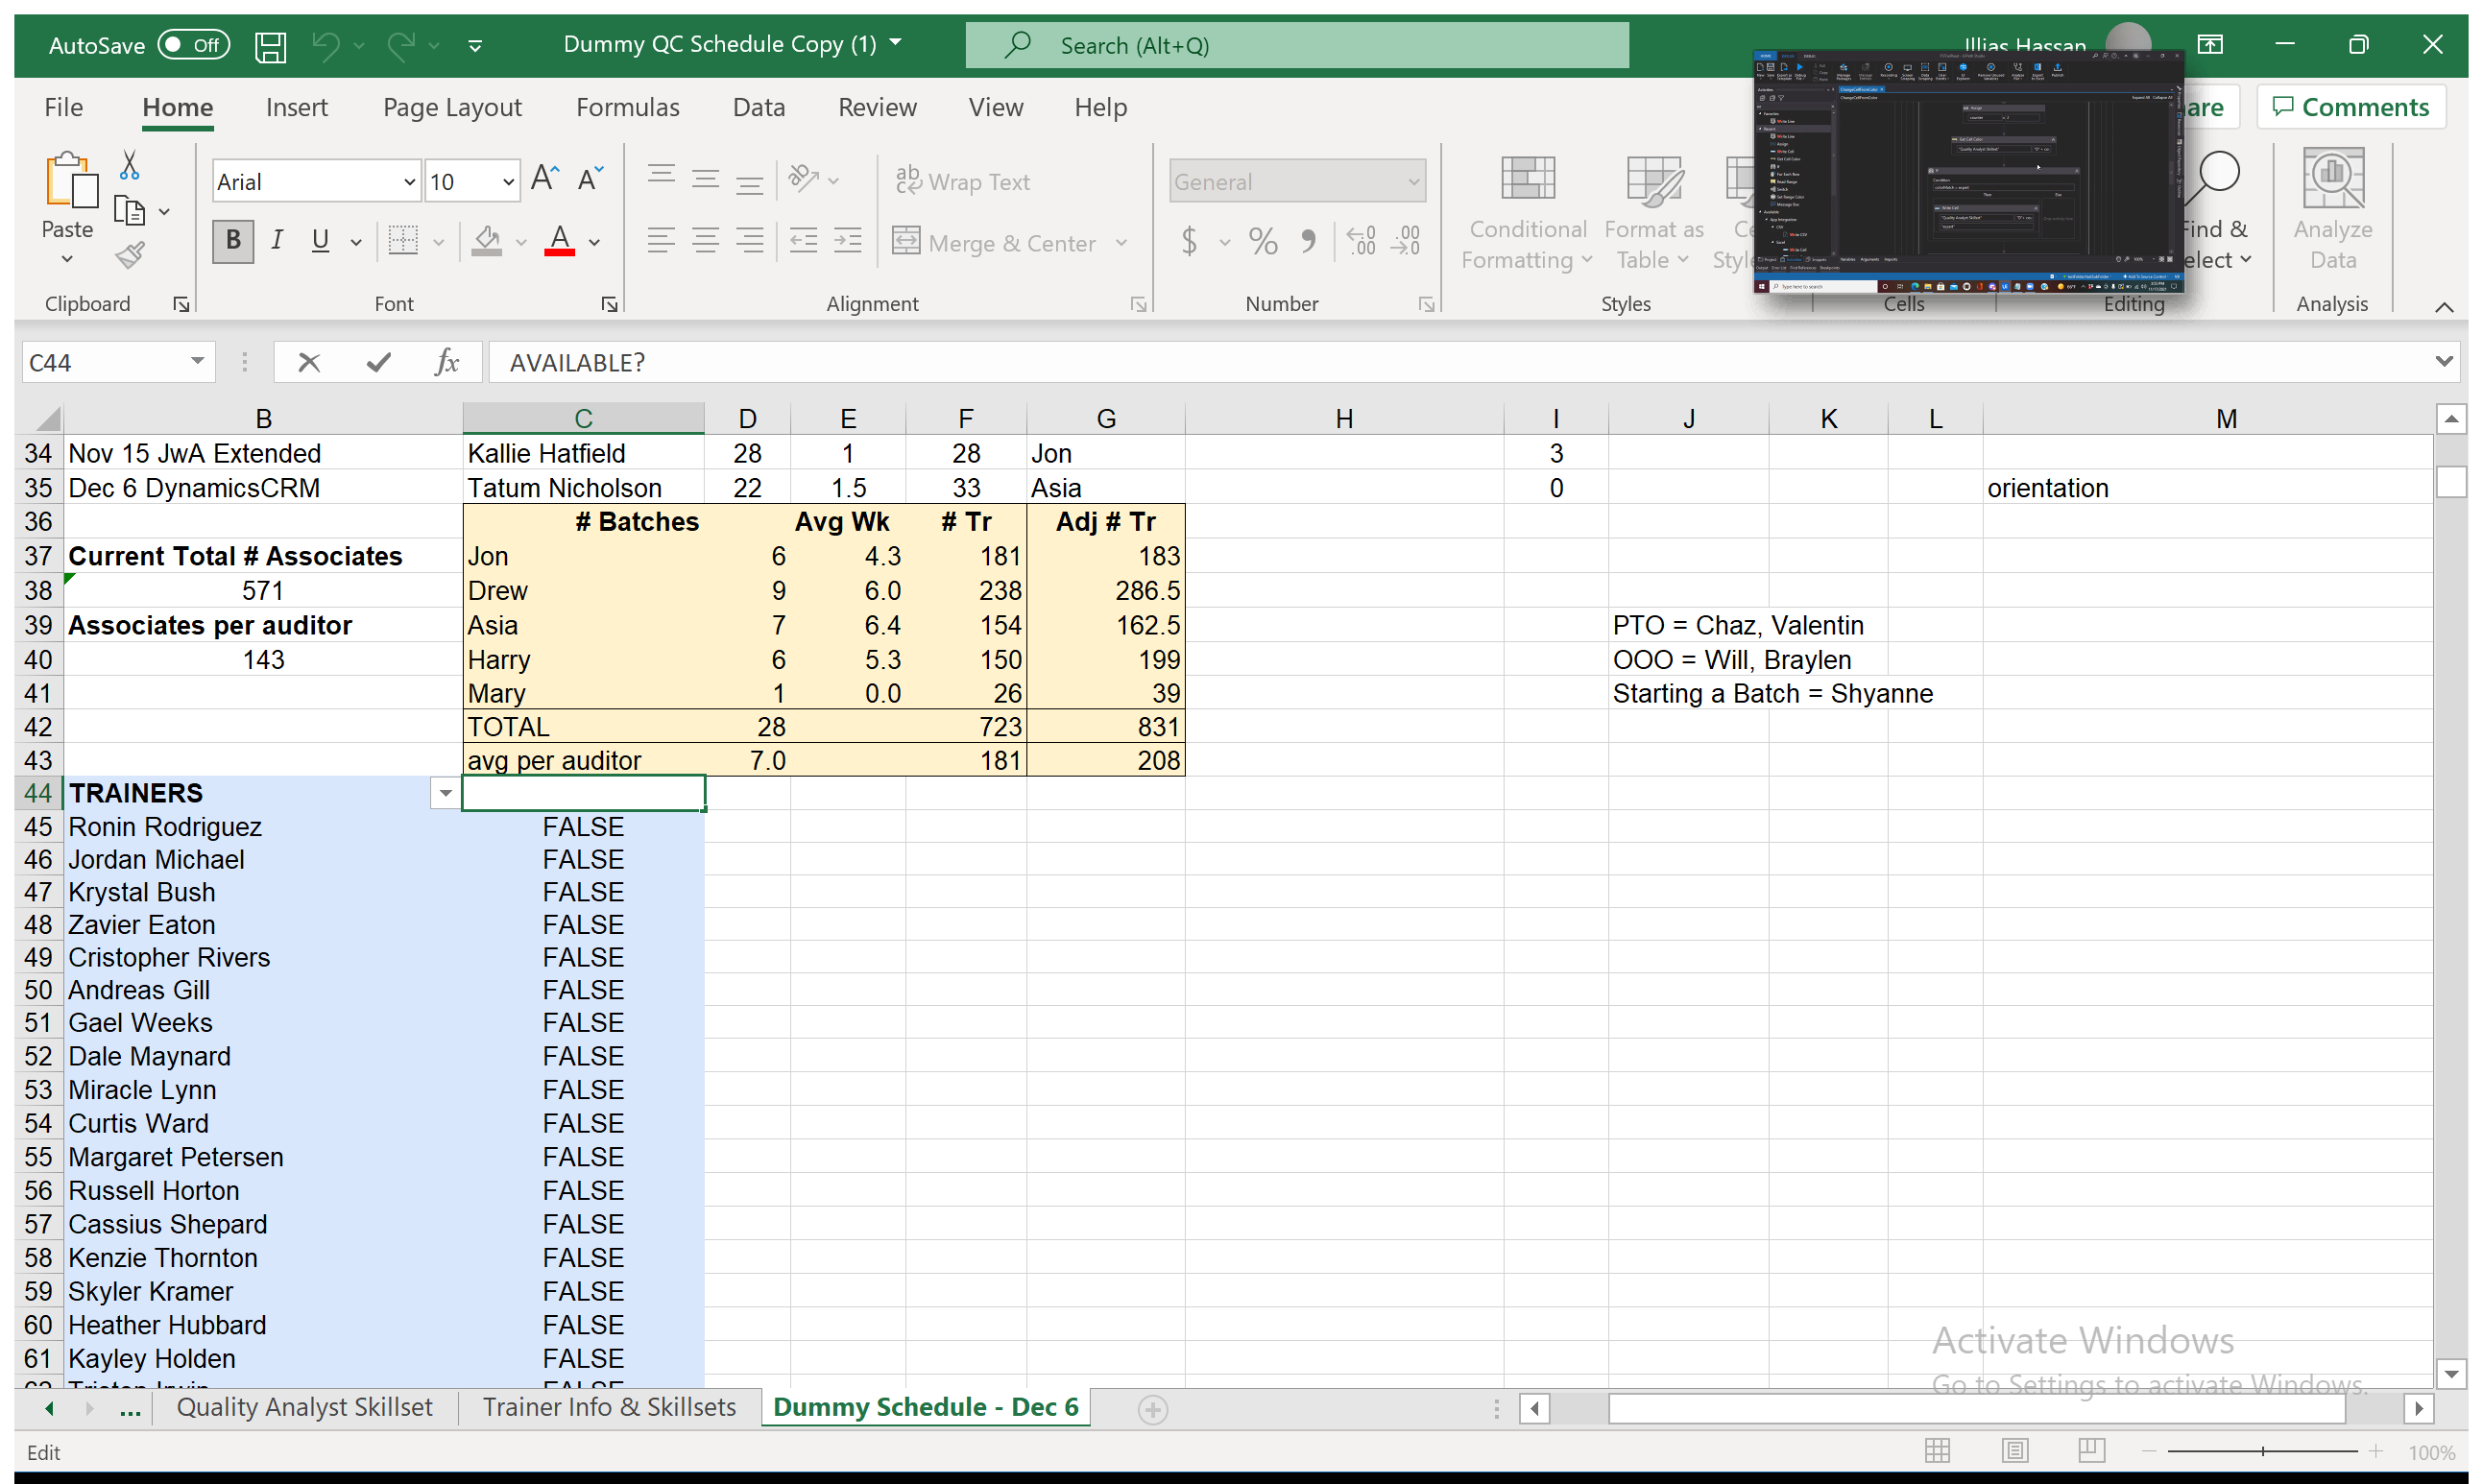 AutoSave Off Dummy QC Schedule Copy (1) Search (Alt+Q) Illias Hassan
File Home Insert Page Layout Formulas Data Review View Help Comments
Paste
Arial 10
Wrap Text
General
B I U A
Merge & Center
$ % 9
Conditional Formatting
Format as Table
Find & Select
Analyze Data
Clipboard Font Alignment Number Styles Cells Editing Analysis
C44 fx AVAILABLE?
B C D E F G H I J K L M
34 Nov 15 JwA Extended Kallie Hatfield 28 1 28 Jon 3
35 Dec 6 DynamicsCRM Tatum Nicholson 22 1.5 33 Asia 0 orientation
36 # Batches Avg Wk # Tr Adj # Tr
37 Current Total # Associates Jon 6 4.3 181 183
38 571 Drew 9 6.0 238 286.5
39 Associates per auditor Asia 7 6.4 154 162.5 PTO = Chaz, Valentin
40 143 Harry 6 5.3 150 199 OOO = Will, Braylen
41 Mary 1 0.0 26 39 Starting a Batch = Shyanne
42 TOTAL 28 723 831
43 avg per auditor 7.0 181 208
44 TRAINERS
45 Ronin Rodriguez FALSE
46 Jordan Michael FALSE
47 Krystal Bush FALSE
48 Zavier Eaton FALSE
49 Cristopher Rivers FALSE
50 Andreas Gill FALSE
51 Gael Weeks FALSE
52 Dale Maynard FALSE
53 Miracle Lynn FALSE
54 Curtis Ward FALSE
55 Margaret Petersen FALSE
56 Russell Horton FALSE
57 Cassius Shepard FALSE
58 Kenzie Thornton FALSE
59 Skyler Kramer FALSE
60 Heather Hubbard FALSE
61 Kayley Holden FALSE
Activate Windows
Go to Settings to activate Windows.
... Quality Analyst Skillset Trainer Info & Skillsets Dummy Schedule - Dec 6
Edit 100%